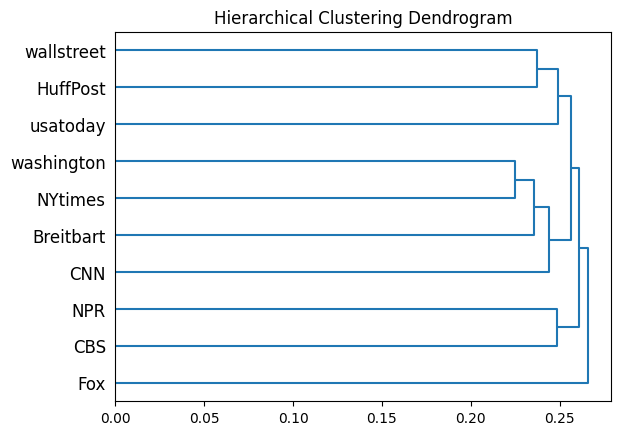 Hierarchical Clustering Dendrogram
wallstreet
HuffPost
usatoday
washington
NYtimes
Breitbart
CNN
NPR
CBS
Fox
0.00 0.05 0.10 0.15 0.20 0.25